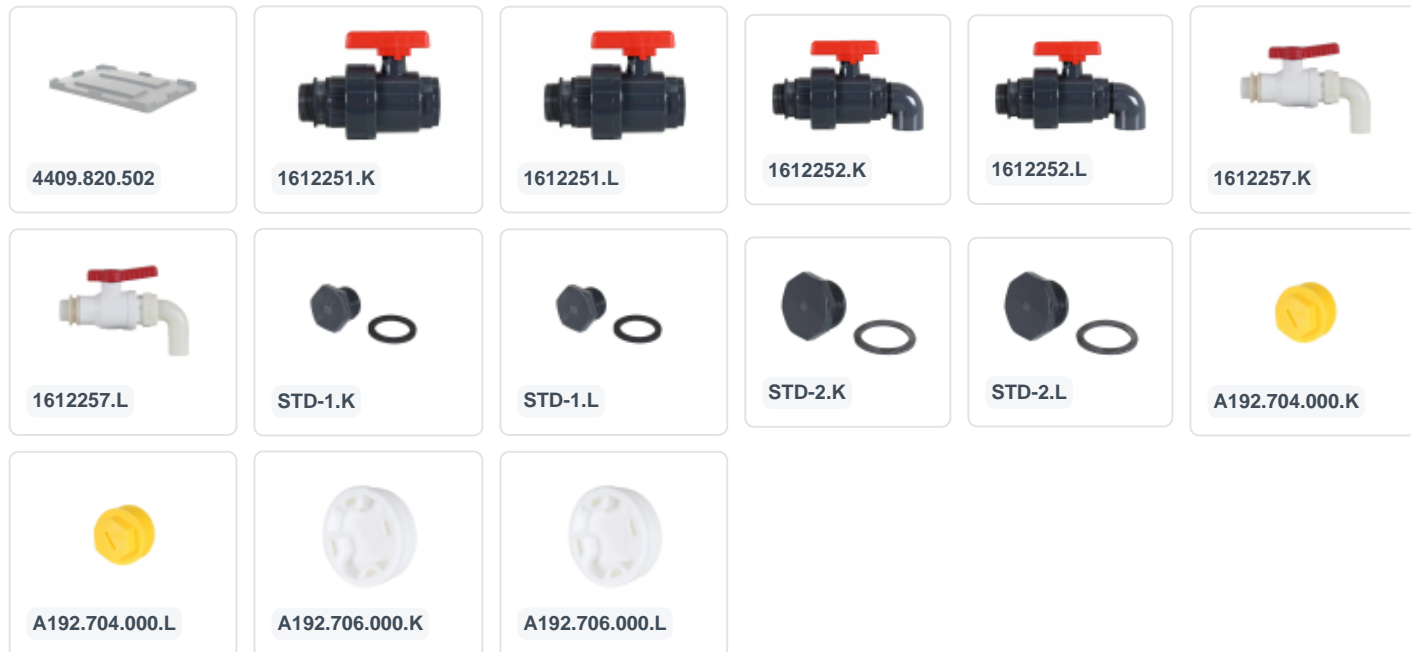 4409.820.502
1612251.K
1612251.L
1612252.K
1612252.L
1612257.K
1612257.L
STD-1.K
STD-1.L
STD-2.K
STD-2.L
A192.704.000.K
A192.704.000.L
A192.706.000.K
A192.706.000.L